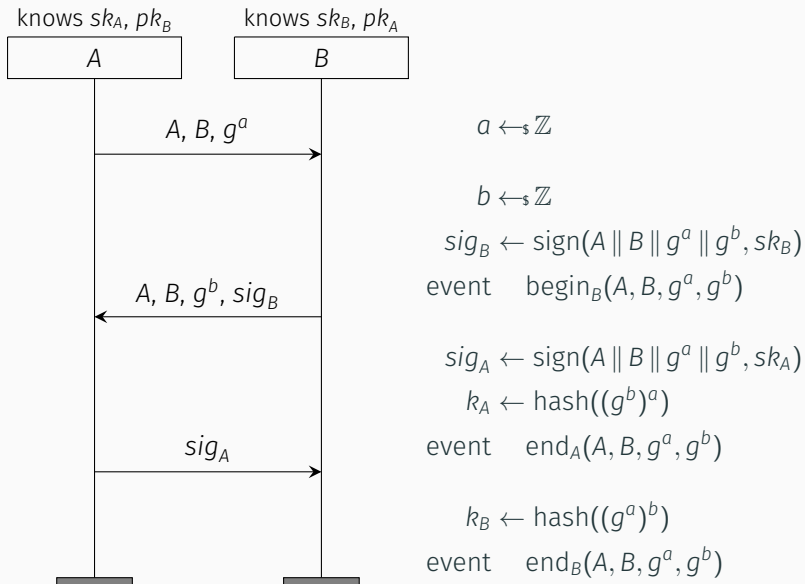 knows sk_A, pk_B knows sk_B, pk_A
A B
A, B, g^a
a ←$ ℤ
b ←$ ℤ
sig_B ← sign(A ‖ B ‖ g^a ‖ g^b, sk_B)
A, B, g^b, sig_B
event begin_B(A, B, g^a, g^b)
sig_A ← sign(A ‖ B ‖ g^a ‖ g^b, sk_A)
k_A ← hash((g^b)^a)
sig_A
event end_A(A, B, g^a, g^b)
k_B ← hash((g^a)^b)
event end_B(A, B, g^a, g^b)